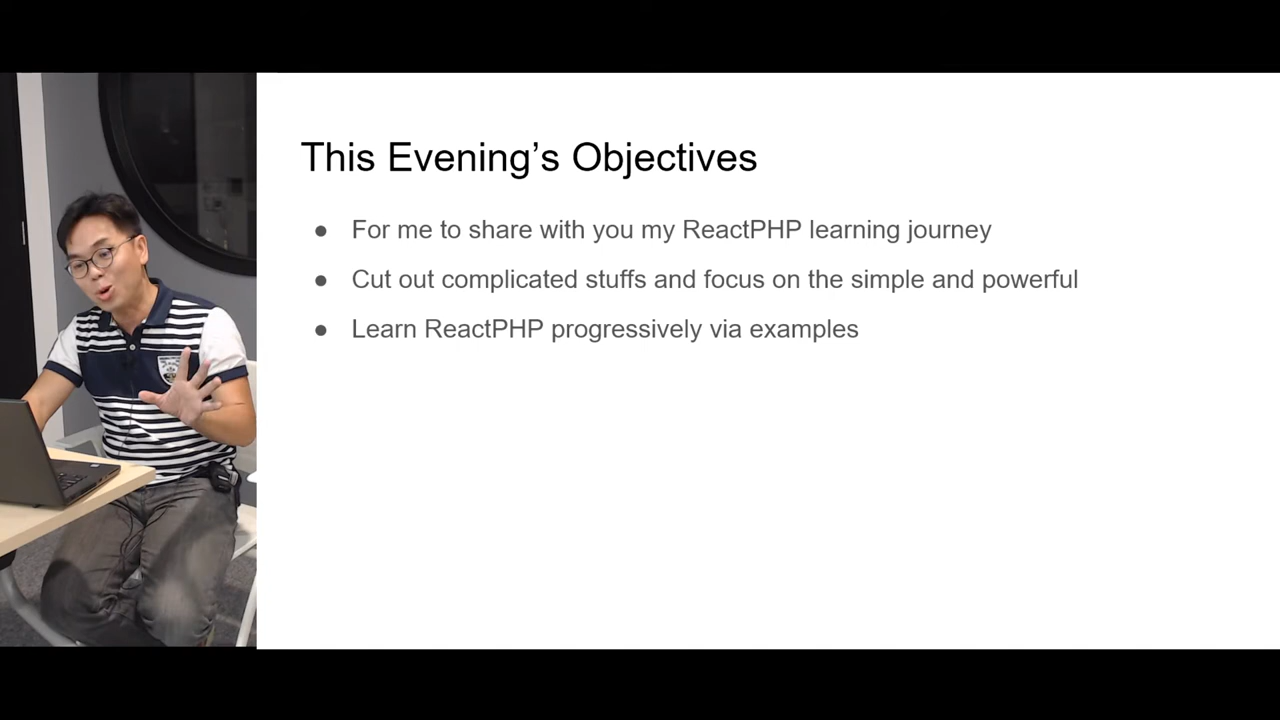 This Evening’s Objectives
● For me to share with you my ReactPHP learning journey
● Cut out complicated stuffs and focus on the simple and powerful
● Learn ReactPHP progressively via examples